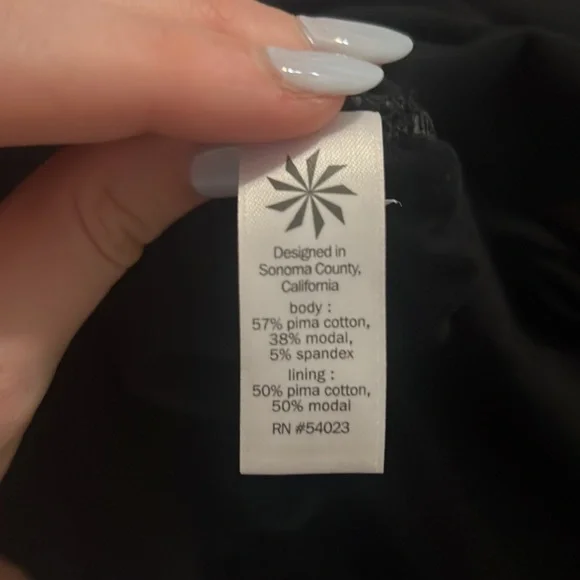 Designed in
Sonoma County,
California
body :
57% pima cotton,
38% modal,
5% spandex
lining :
50% pima cotton,
50% modal
RN #54023